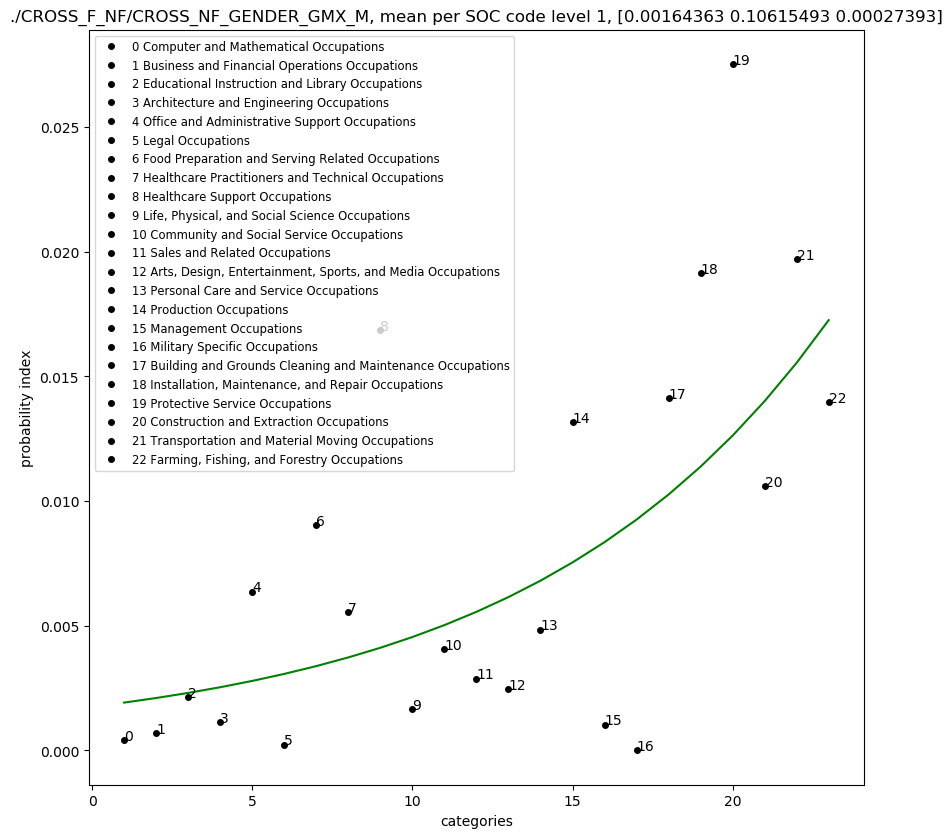 ./CROSS_F_NF/CROSS_NF_GENDER_GMX_M, mean per SOC code level 1, [0.00164363 0.10615493 0.00027393]
0 Computer and Mathematical Occupations
1 Business and Financial Operations Occupations
2 Educational Instruction and Library Occupations
3 Architecture and Engineering Occupations
4 Office and Administrative Support Occupations
5 Legal Occupations
6 Food Preparation and Serving Related Occupations
7 Healthcare Practitioners and Technical Occupations
8 Healthcare Support Occupations
9 Life, Physical, and Social Science Occupations
10 Community and Social Service Occupations
11 Sales and Related Occupations
12 Arts, Design, Entertainment, Sports, and Media Occupations
13 Personal Care and Service Occupations
14 Production Occupations
15 Management Occupations
16 Military Specific Occupations
17 Building and Grounds Cleaning and Maintenance Occupations
18 Installation, Maintenance, and Repair Occupations
19 Protective Service Occupations
20 Construction and Extraction Occupations
21 Transportation and Material Moving Occupations
22 Farming, Fishing, and Forestry Occupations
probability index
0.025
0.020
0.015
0.010
0.005
0.000
0
1
2
3
4
5
6
7
8
9
10
11
12
13
14
15
16
17
18
19
20
21
22
0
5
10
15
20
categories